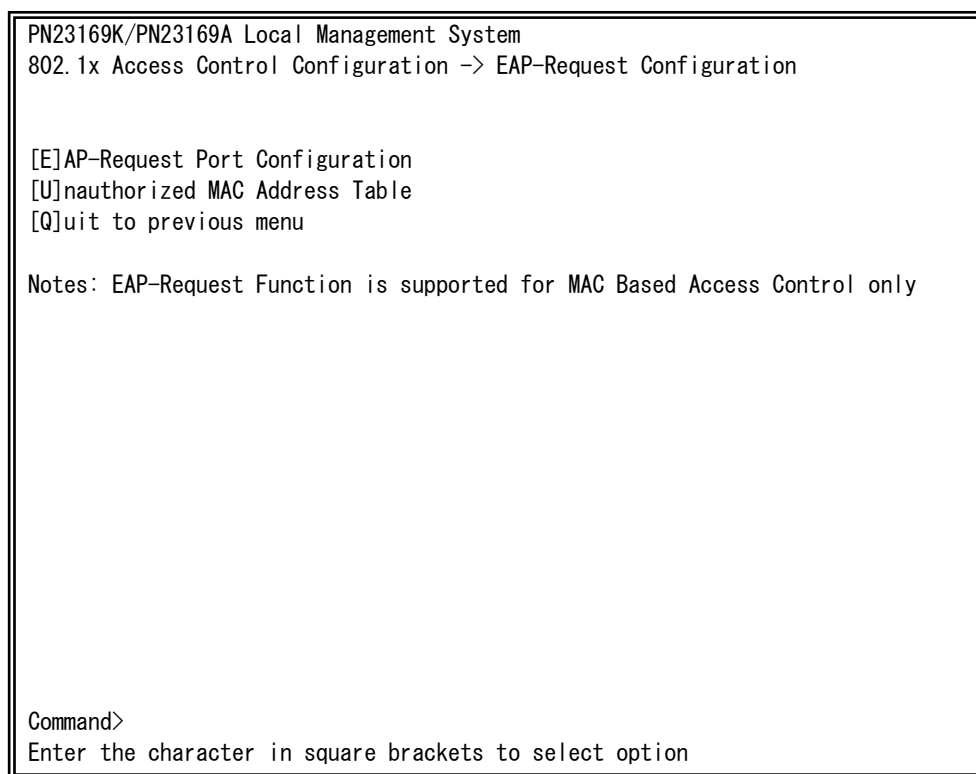 PN23169K/PN23169A Local Management System
802.1x Access Control Configuration -> EAP-Request Configuration
[E]AP-Request Port Configuration
[U]nauthorized MAC Address Table
[Q]uit to previous menu
Notes: EAP-Request Function is supported for MAC Based Access Control only
Command>
Enter the character in square brackets to select option